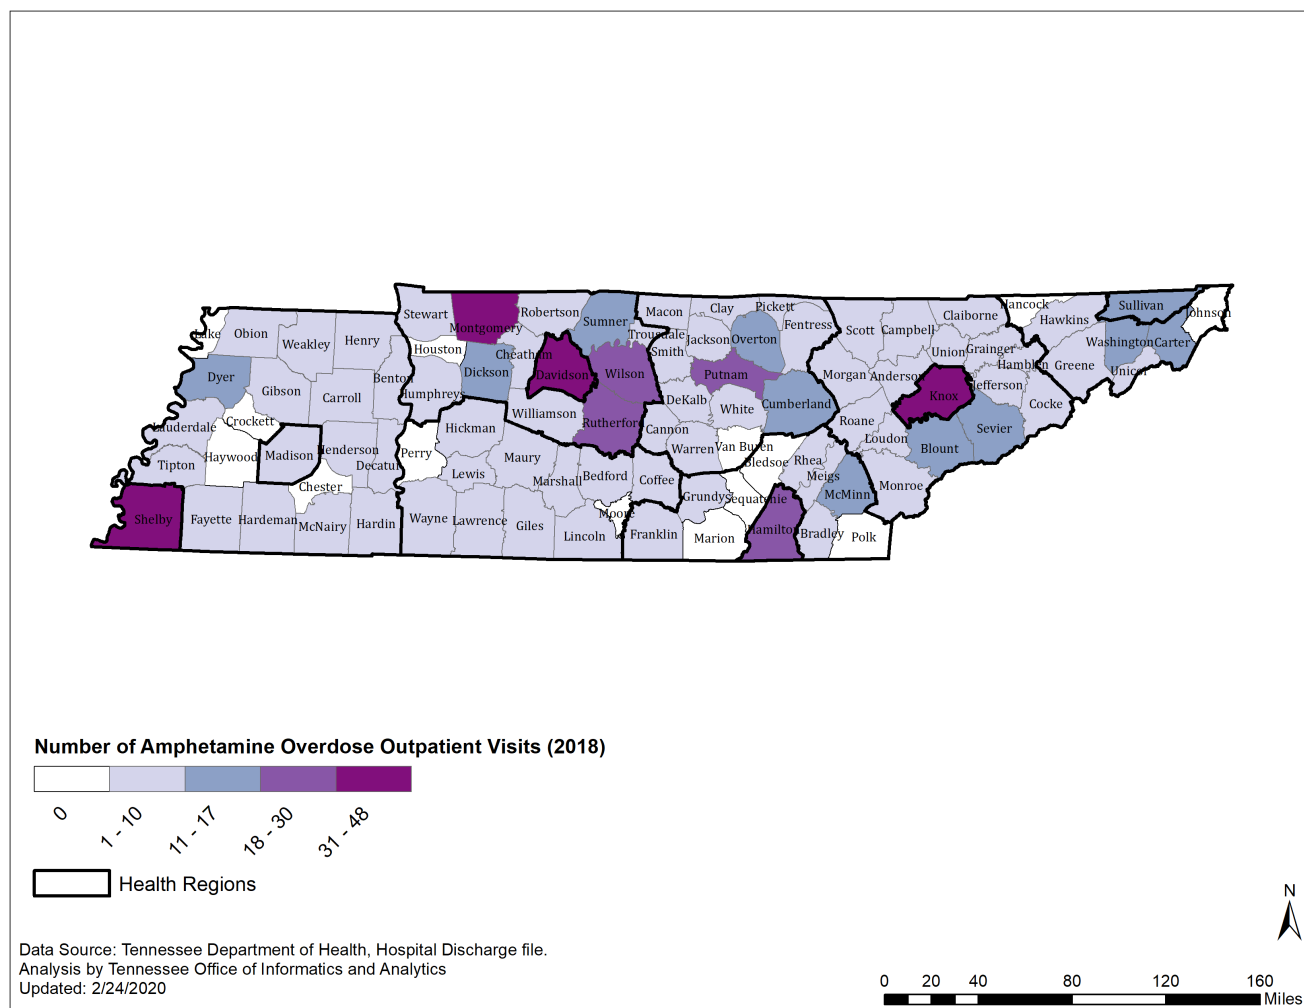 Stewart
Montgomery
Robertson
Sumner
Macon
Clay
Pickett
Fentress
Scott
Campbell
Claiborne
Hancock
Hawkins
Sullivan
Johnson
Lake
Obion
Weakley
Henry
Houston
Cheatham
Trousdale
Smith
Jackson
Overton
Union
Grainger
Hamblen
Greene
Washington
Carter
Unicoi
Dyer
Gibson
Carroll
Benton
Humphreys
Dickson
Davidson
Wilson
Putnam
Morgan
Anderson
Knox
Jefferson
Cocke
Lauderdale
Crockett
Williamson
Rutherford
DeKalb
White
Cumberland
Roane
Loudon
Blount
Sevier
Tipton
Haywood
Madison
Henderson
Decatur
Perry
Hickman
Lewis
Maury
Marshall
Bedford
Cannon
Warren
Coffee
Van Buren
Bledsoe
Rhea
Meigs
McMinn
Monroe
Shelby
Fayette
Hardeman
Chester
McNairy
Hardin
Wayne
Lawrence
Giles
Lincoln
Moore
Franklin
Grundy
Sequatchie
Marion
Hamilton
Bradley
Polk
Number of Amphetamine Overdose Outpatient Visits (2018)
0
1 - 10
11 - 17
18 - 30
31 - 48
Health Regions
Data Source: Tennessee Department of Health, Hospital Discharge file.
Analysis by Tennessee Office of Informatics and Analytics
Updated: 2/24/2020
N
0 20 40 80 120 160
Miles